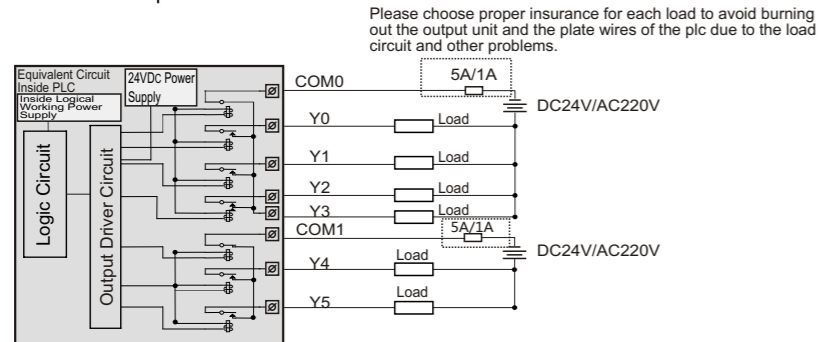 Please choose proper insurance for each load to avoid burning
out the output unit and the plate wires of the plc due to the load
circuit and other problems.
Equivalent Circuit
Inside PLC
Inside Logical
Working Power
Supply
24VDC Power
Supply
Logic Circuit
Output Driver Circuit
COM0
5A/1A
DC24V/AC220V
Y0
Load
Y1
Load
Y2
Load
Y3
Load
COM1
5A/1A
DC24V/AC220V
Y4
Load
Y5
Load